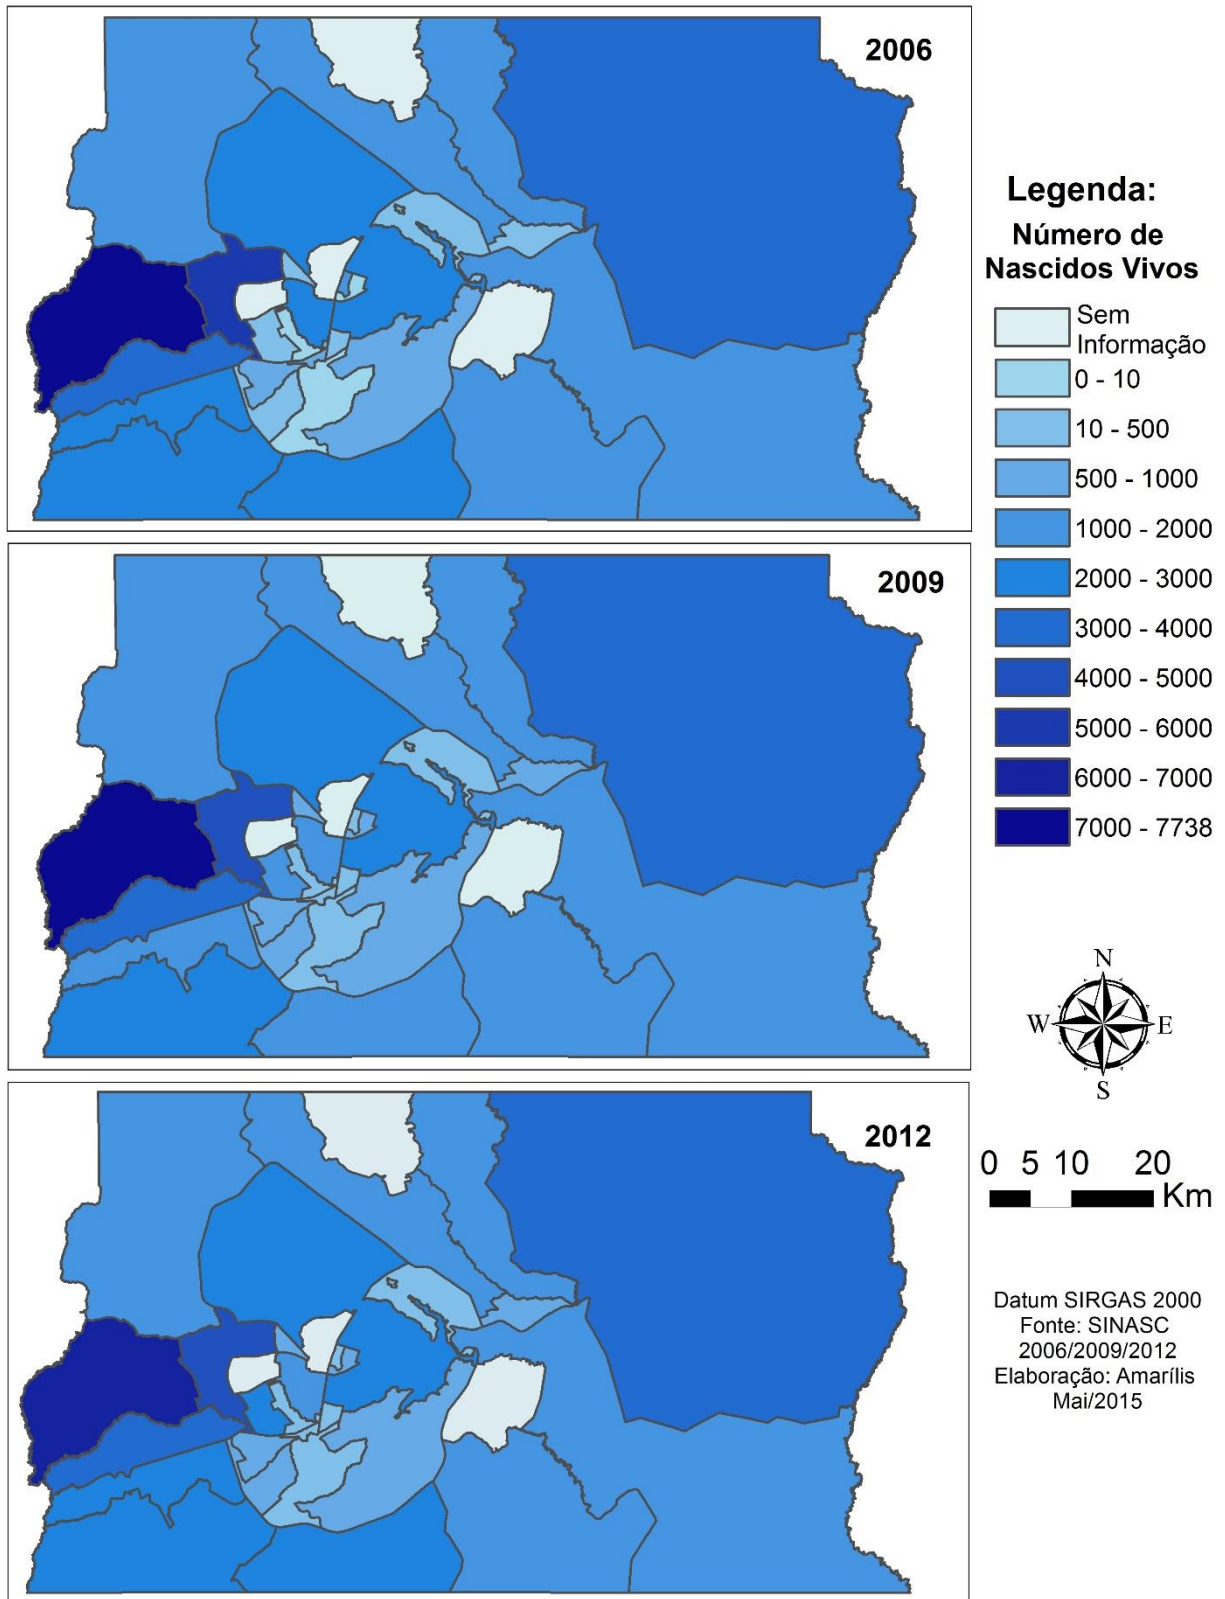 2006
2009
2012
Legenda:
Número de
Nascidos Vivos
Sem
Informação
0 - 10
10 - 500
500 - 1000
1000 - 2000
2000 - 3000
3000 - 4000
4000 - 5000
5000 - 6000
6000 - 7000
7000 - 7738
N
W
E
S
0 5 10 20
Km
Datum SIRGAS 2000
Fonte: SINASC
2006/2009/2012
Elaboração: Amarílis
Mai/2015